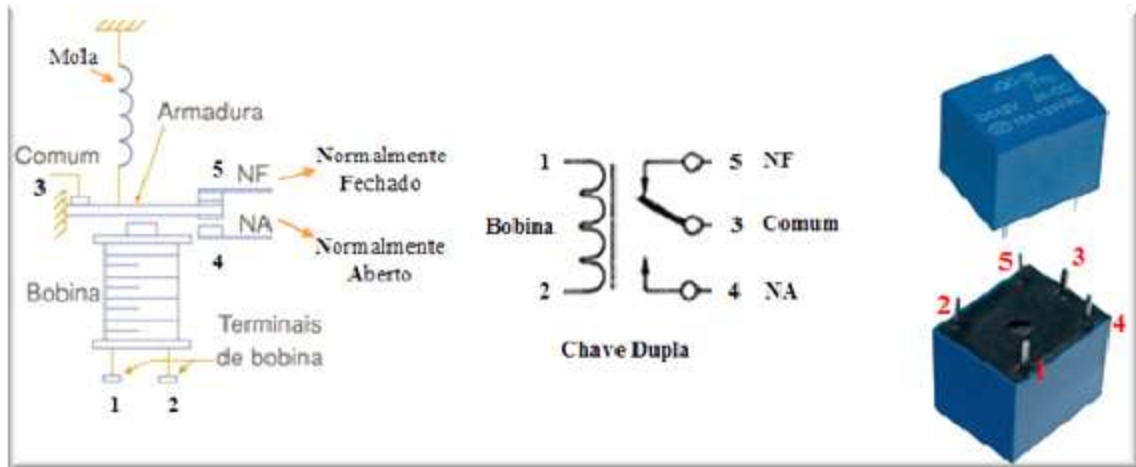 Mola
Armadura
Comum
3
5
NF
Normalmente
Fechado
NA
4
Normalmente
Aberto
Bobina
Terminais
de bobina
1
2
1
Bobina
2
5 NF
3 Comum
4 NA
Chave Dupla
DC12V
5
3
2
4
1